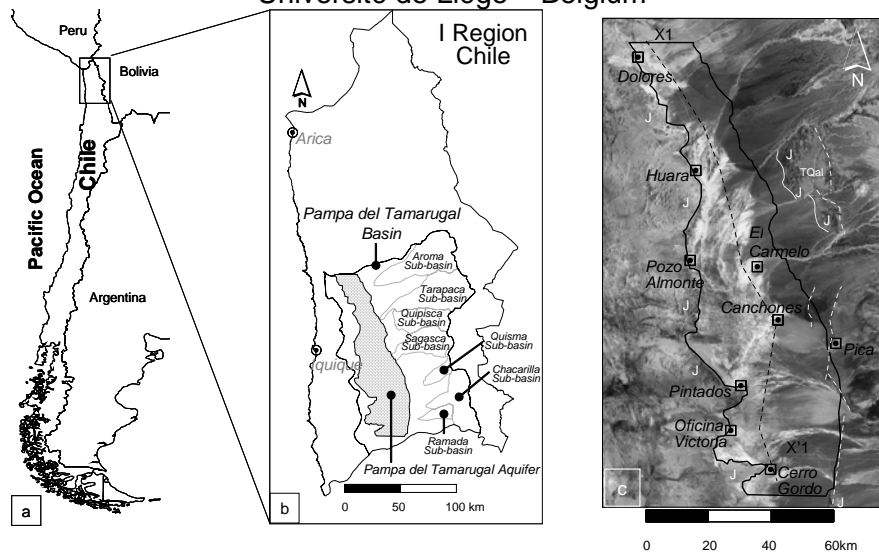 Université de Liège - Belgium
Peru
Bolivia
Pacific Ocean
Chile
Argentina
a
I Region
Chile
N
Arica
Pampa del Tamarugal
Basin
Aroma
Sub-basin
Tarapaca
Sub-basin
Quipisca
Sub-basin
Sagasca
Sub-basin
Quisma
Sub-basin
Chacarilla
Sub-basin
Iquique
Ramada
Sub-basin
Pampa del Tamarugal Aquifer
b
0 50 100 km
X1
N
Dolores
J
J
TQal
J
Huara
J
J
El
Carmelo
Pozo
Almonte
J
Canchones
Pica
J
Pintados
Oficina
Victoria
X'1
J
Cerro
Gordo
J
c
0 20 40 60km